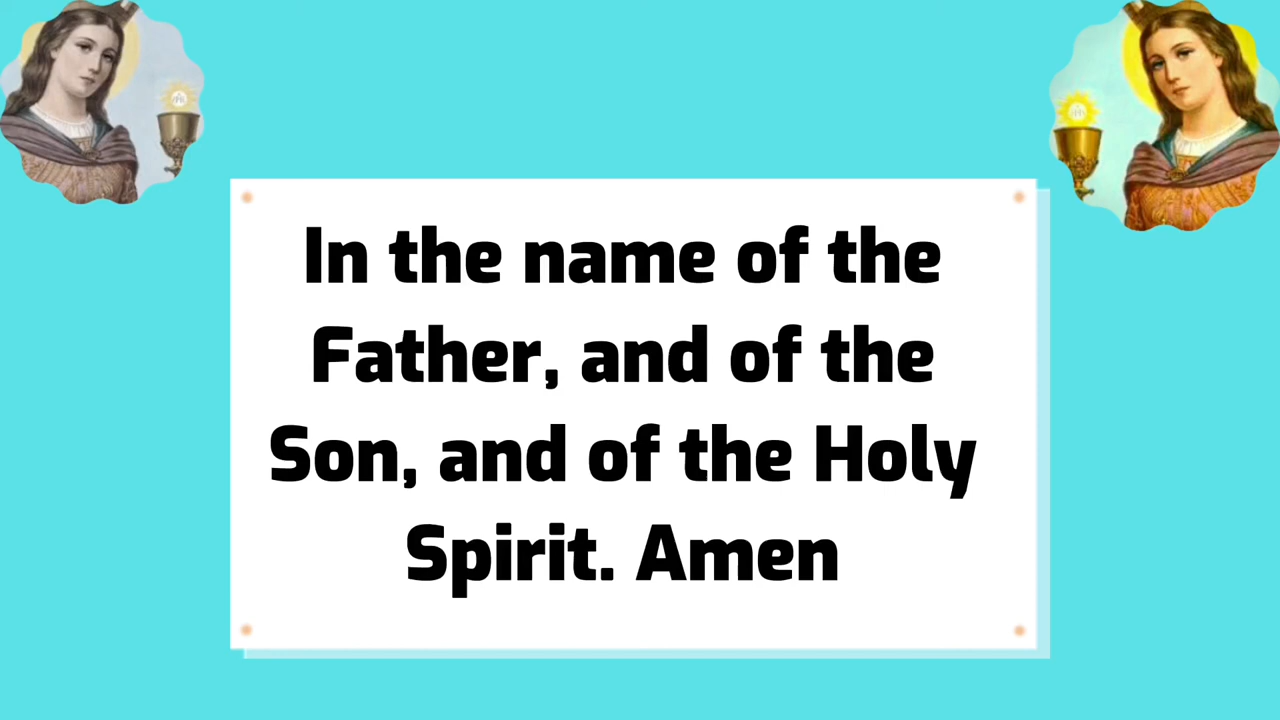 In the name of the
Father, and of the
Son, and of the Holy
Spirit. Amen